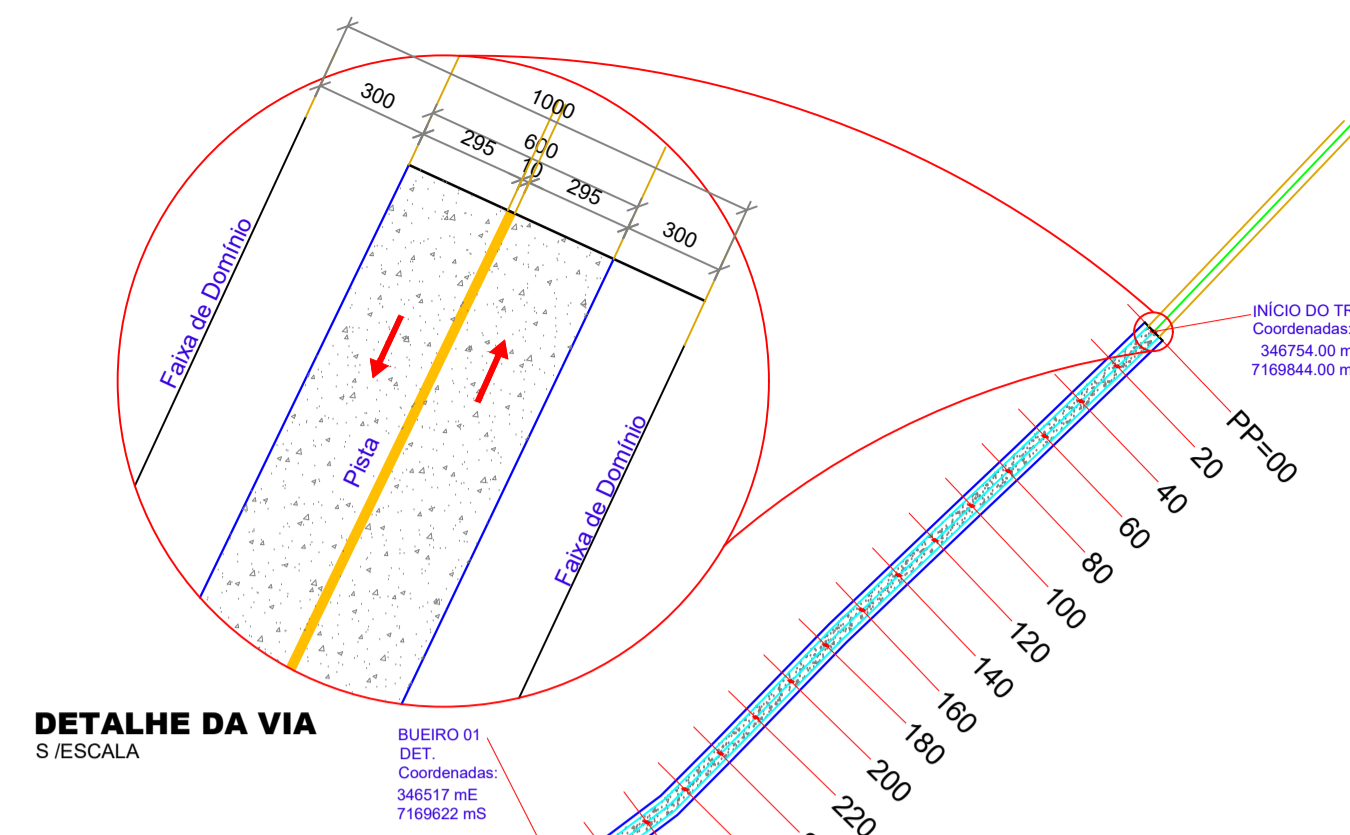 1000
300
600
295
10
295
300
Faixa de Domínio
Pista
Faixa de Domínio
DETALHE DA VIA
S /ESCALA
BUEIRO 01
DET.
Coordenadas:
346517 mE
7169622 mS
INÍCIO DO TR
Coordenadas:
346754.00 m
7169844.00 m
PP=00
20
40
60
80
100
120
140
160
180
200
220